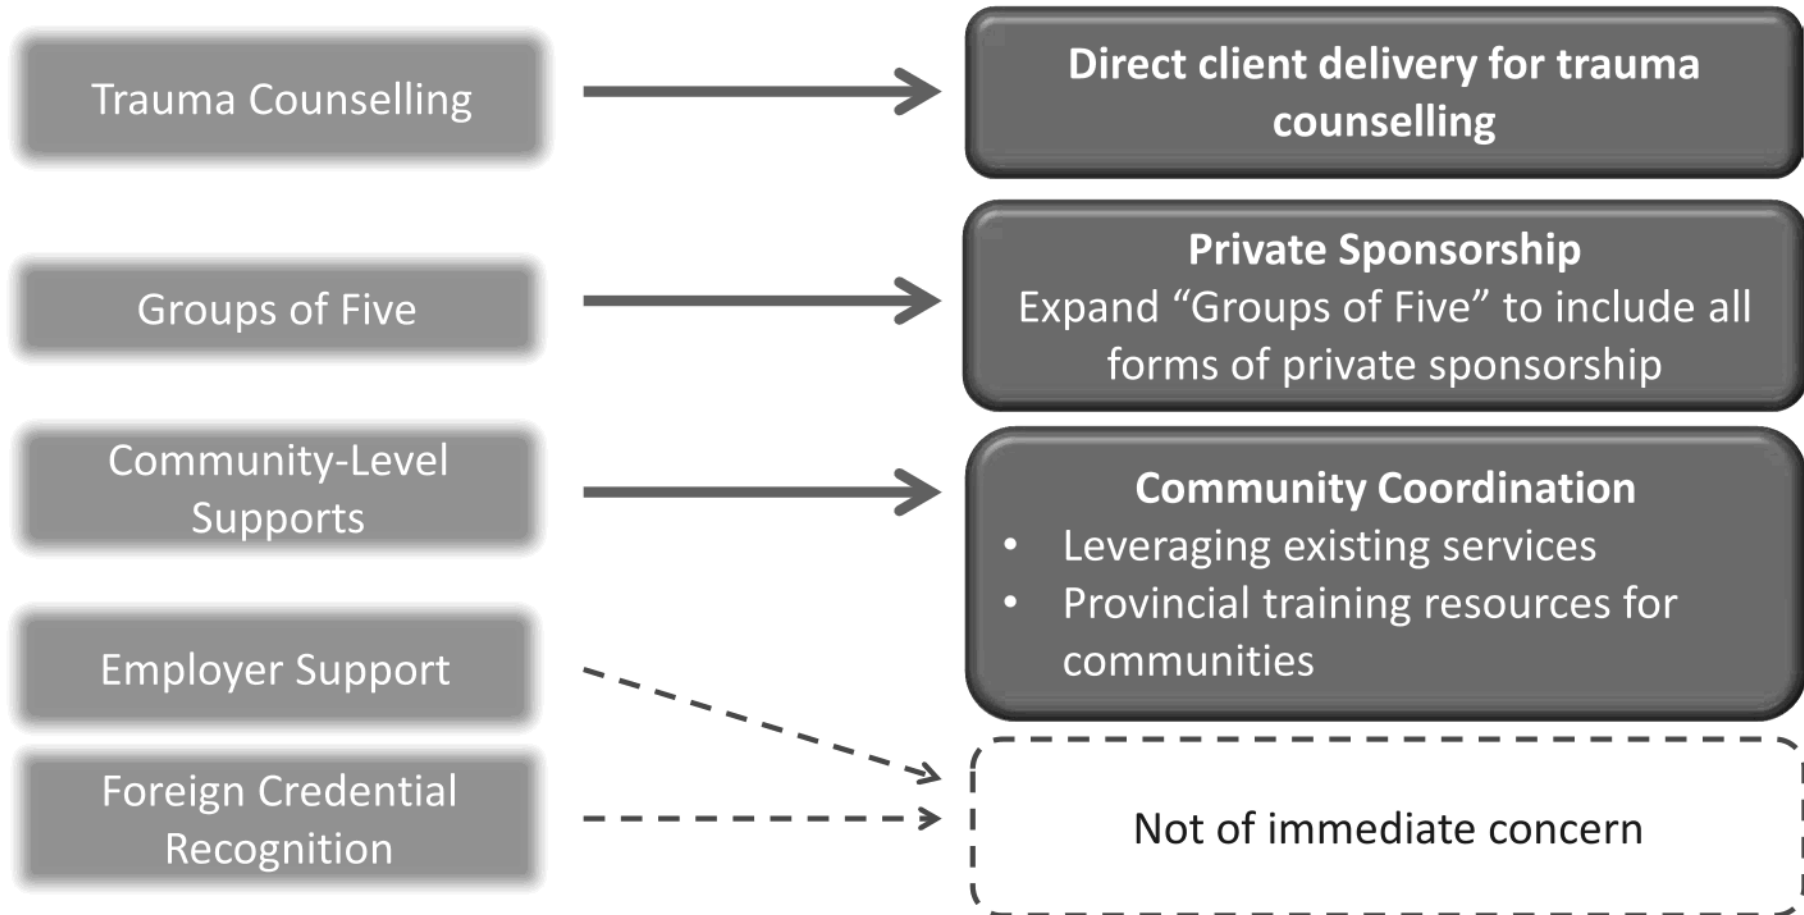 Trauma Counselling
Direct client delivery for trauma
counselling
Groups of Five
Private Sponsorship
Expand “Groups of Five” to include all
forms of private sponsorship
Community-Level
Supports
Community Coordination
• Leveraging existing services
• Provincial training resources for
communities
Employer Support
Foreign Credential
Recognition
Not of immediate concern